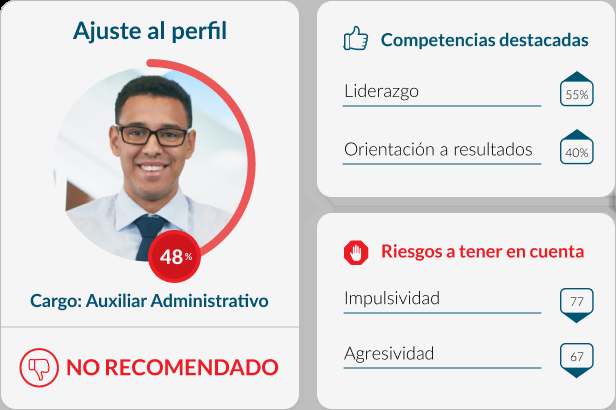 Ajuste al perfil
48%
Cargo: Auxiliar Administrativo
NO RECOMENDADO
Competencias destacadas
Liderazgo 55%
Orientación a resultados 40%
Riesgos a tener en cuenta
Impulsividad 77
Agresividad 67